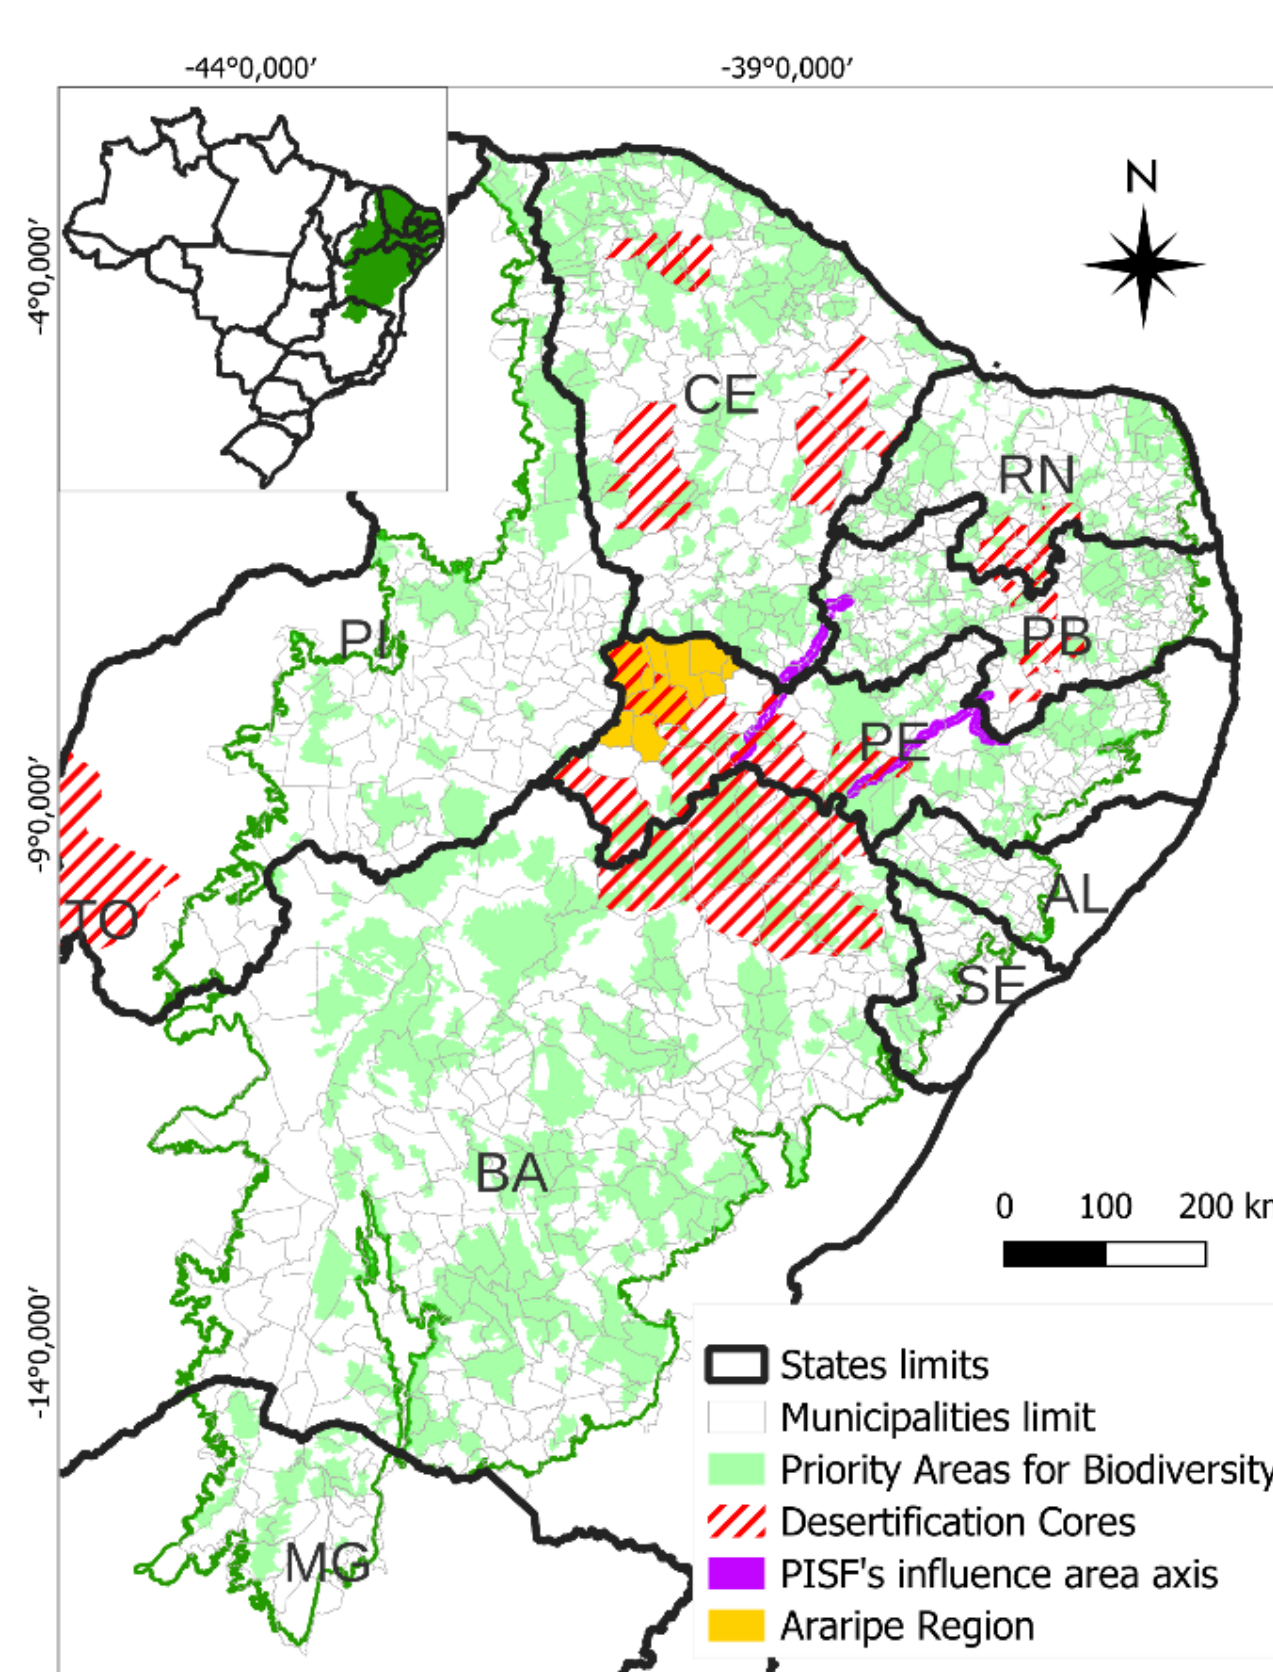 -44°0,000′ -39°0,000′
N
-4°0,000′
CE
RN
PI
PB
PE
-9°0,000′
TO
AL
SE
BA
0 100 200 km
-14°0,000′
States limits
Municipalities limit
Priority Areas for Biodiversity
Desertification Cores
MG
PISF's influence area axis
Araripe Region